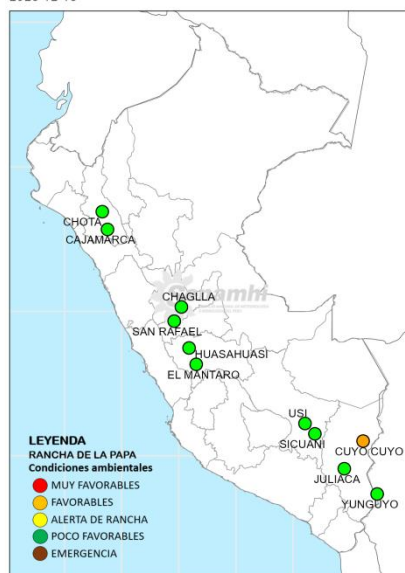 CHOTA
CAJAMARCA
CHAGLLA
Senamhi
SAN RAFAEL
HUASAHUASI
EL MANTARO
USI
SICUANI
CUYO CUYO
JULIACA
YUNGUYO
LEYENDA
RANCHA DE LA PAPA
Condiciones ambientales
MUY FAVORABLES
FAVORABLES
ALERTA DE RANCHA
POCO FAVORABLES
EMERGENCIA